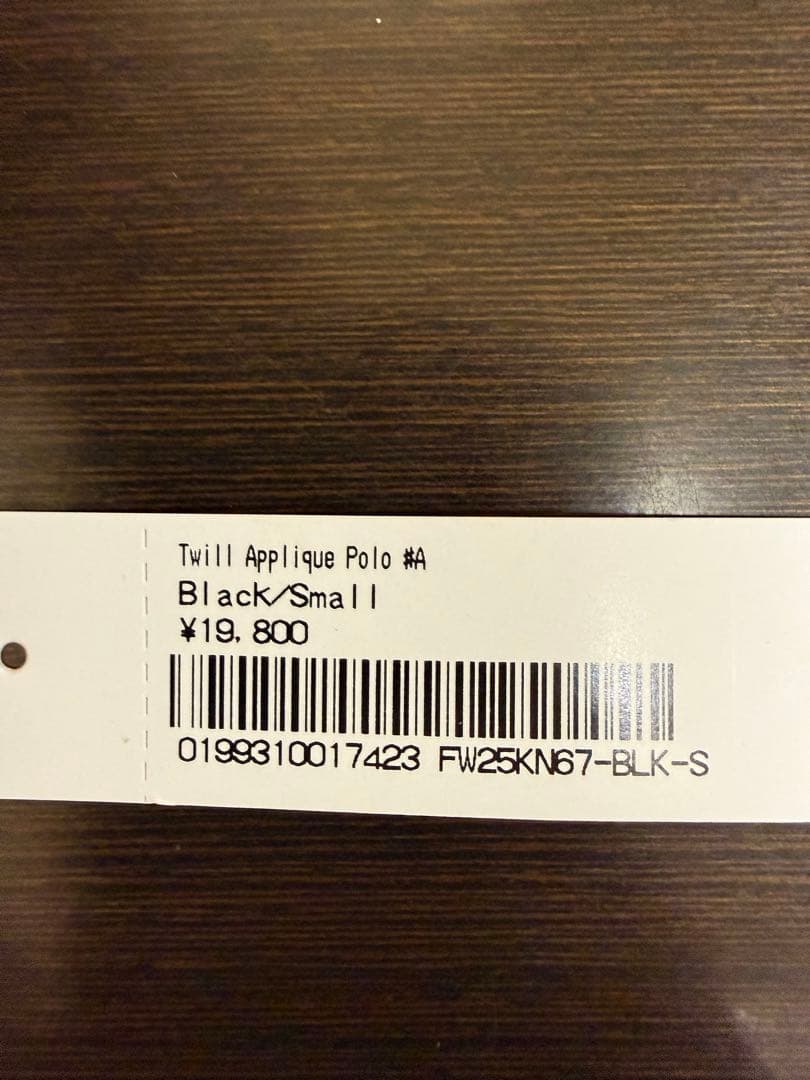 Twill Applique Polo #A
Black/Small
¥19,800
0199310017423 FW25KN67-BLK-S